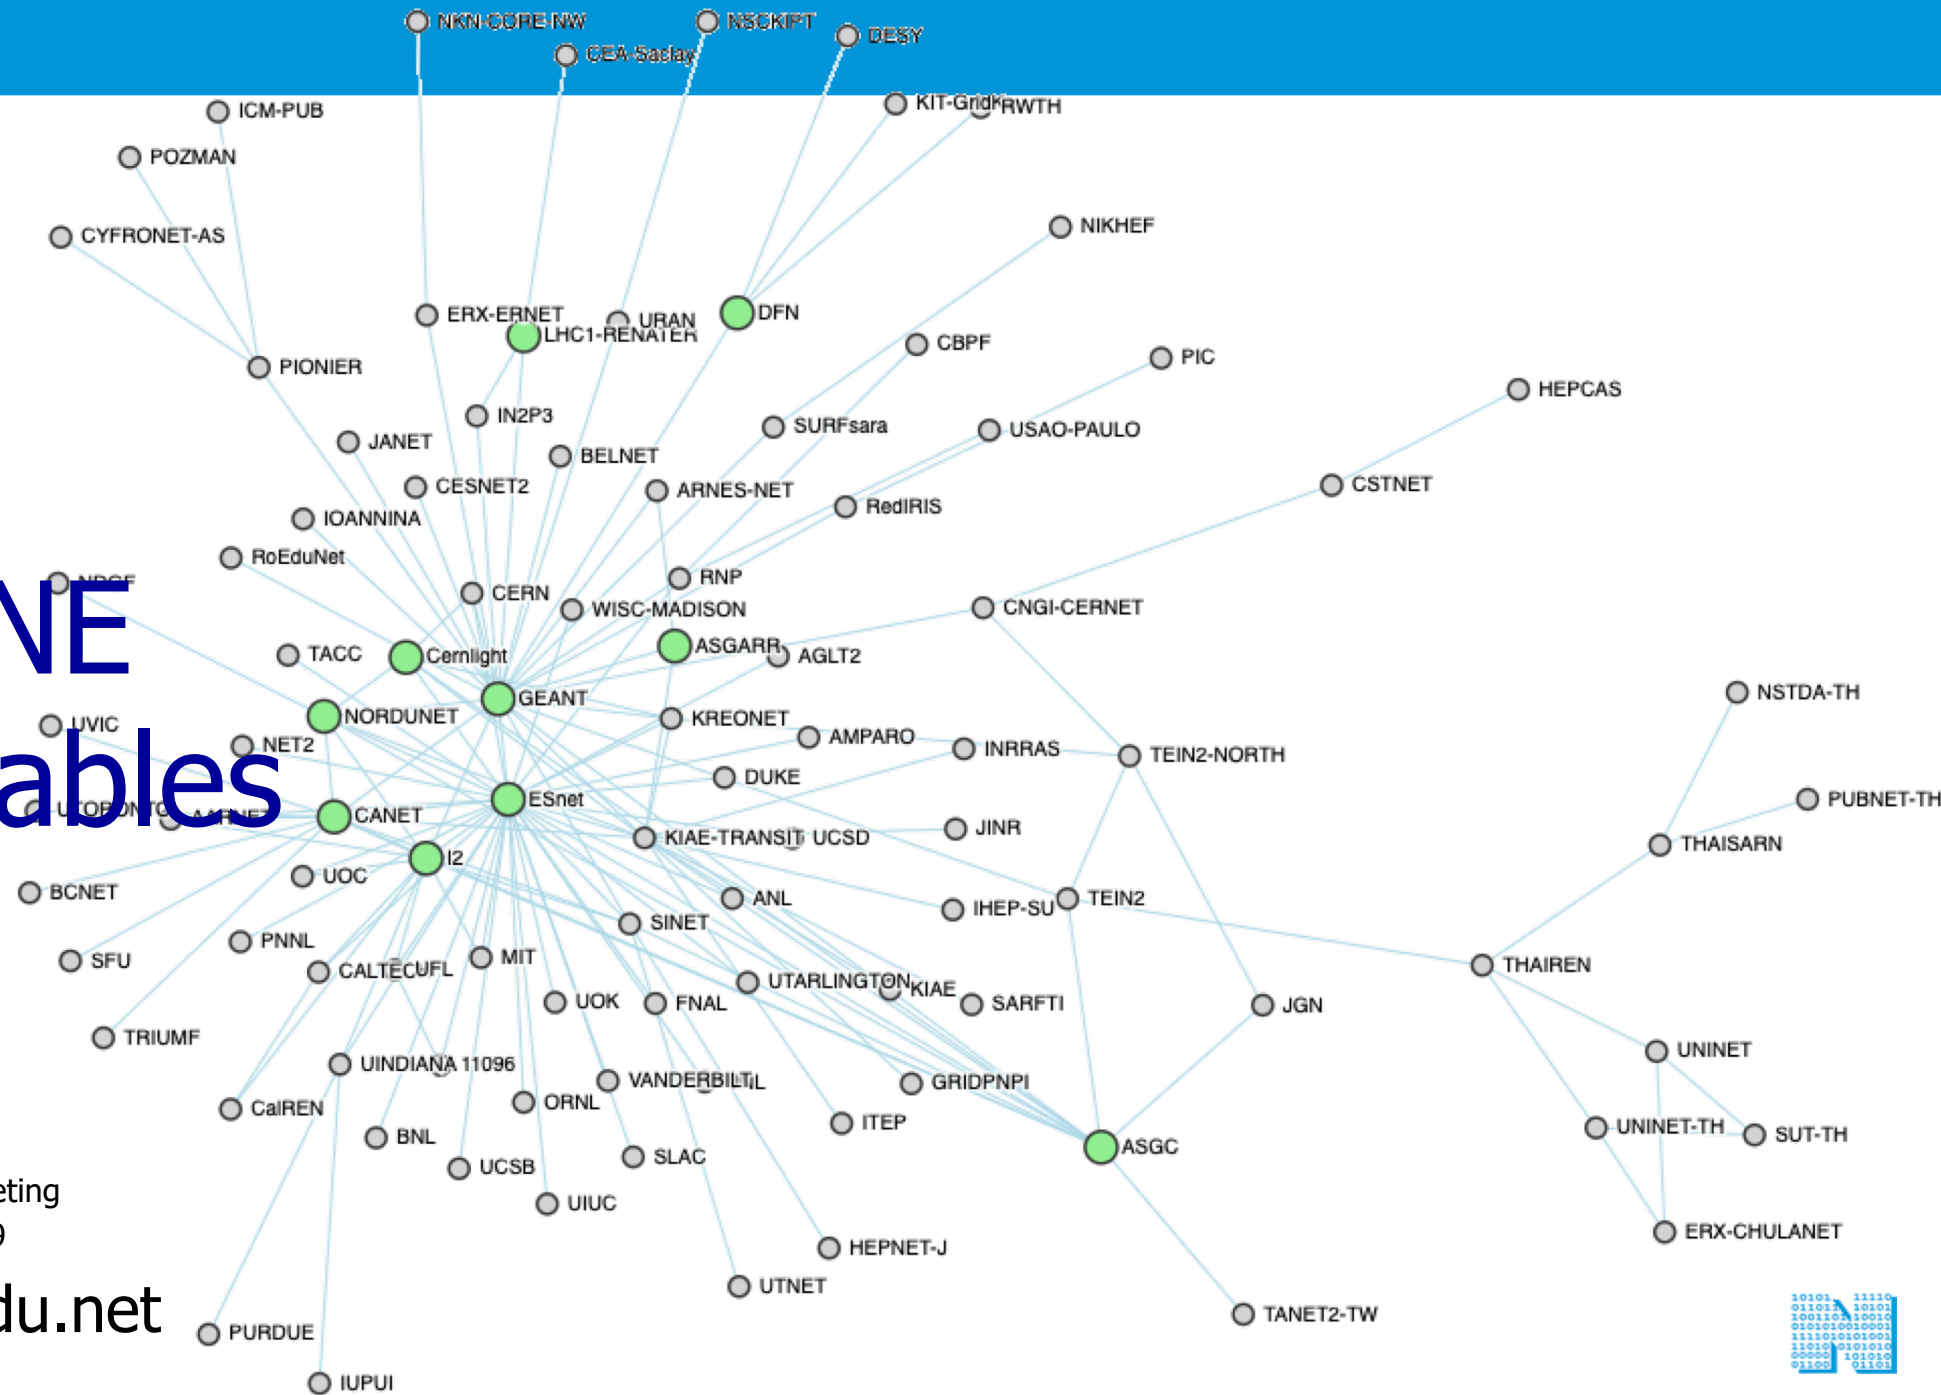 NKN-CORE-NW
NSCKIPT
DESY
CEA-Saclay
KIT-GridK
RWTH
ICM-PUB
POZMAN
CYFRONET-AS
NIKHEF
ERX-ERNET
URAN
DFN
LHC1-RENATER
CBPF
PIC
PIONIER
HEPCAS
IN2P3
SURFsara
USAO-PAULO
JANET
BELNET
CESNET2
ARNES-NET
CSTNET
RedIRIS
IOANNINA
RoEduNet
NDGF
NE
CERN
RNP
WISC-MADISON
CNGI-CERNET
TACC
Cernlight
ASGARR
AGLT2
GEANT
NSTDA-TH
NORDUNET
KREONET
UVIC
NET2
AMPARO
INRRAS
TEIN2-NORTH
ables
DUKE
ESnet
PUBNET-TH
UTORONTO
AARNET
CANET
KIAE-TRANSIT
UCSD
JINR
THAISARN
I2
UOC
BCNET
ANL
TEIN2
IHEP-SU
SINET
PNNL
SFU
CALTECH
UFL
MIT
THAIREN
UTARLINGTON
KIAE
UOK
FNAL
SARFTI
JGN
TRIUMF
UINDIANA
11096
UNINET
VANDERBILT
GRIDPNPI
CalREN
ORNL
ITEP
BNL
UNINET-TH
SUT-TH
ASGC
SLAC
UCSB
eting
UIUC
9
ERX-CHULANET
HEPNET-J
UTNET
du.net
TANET2-TW
PURDUE
IUPUI